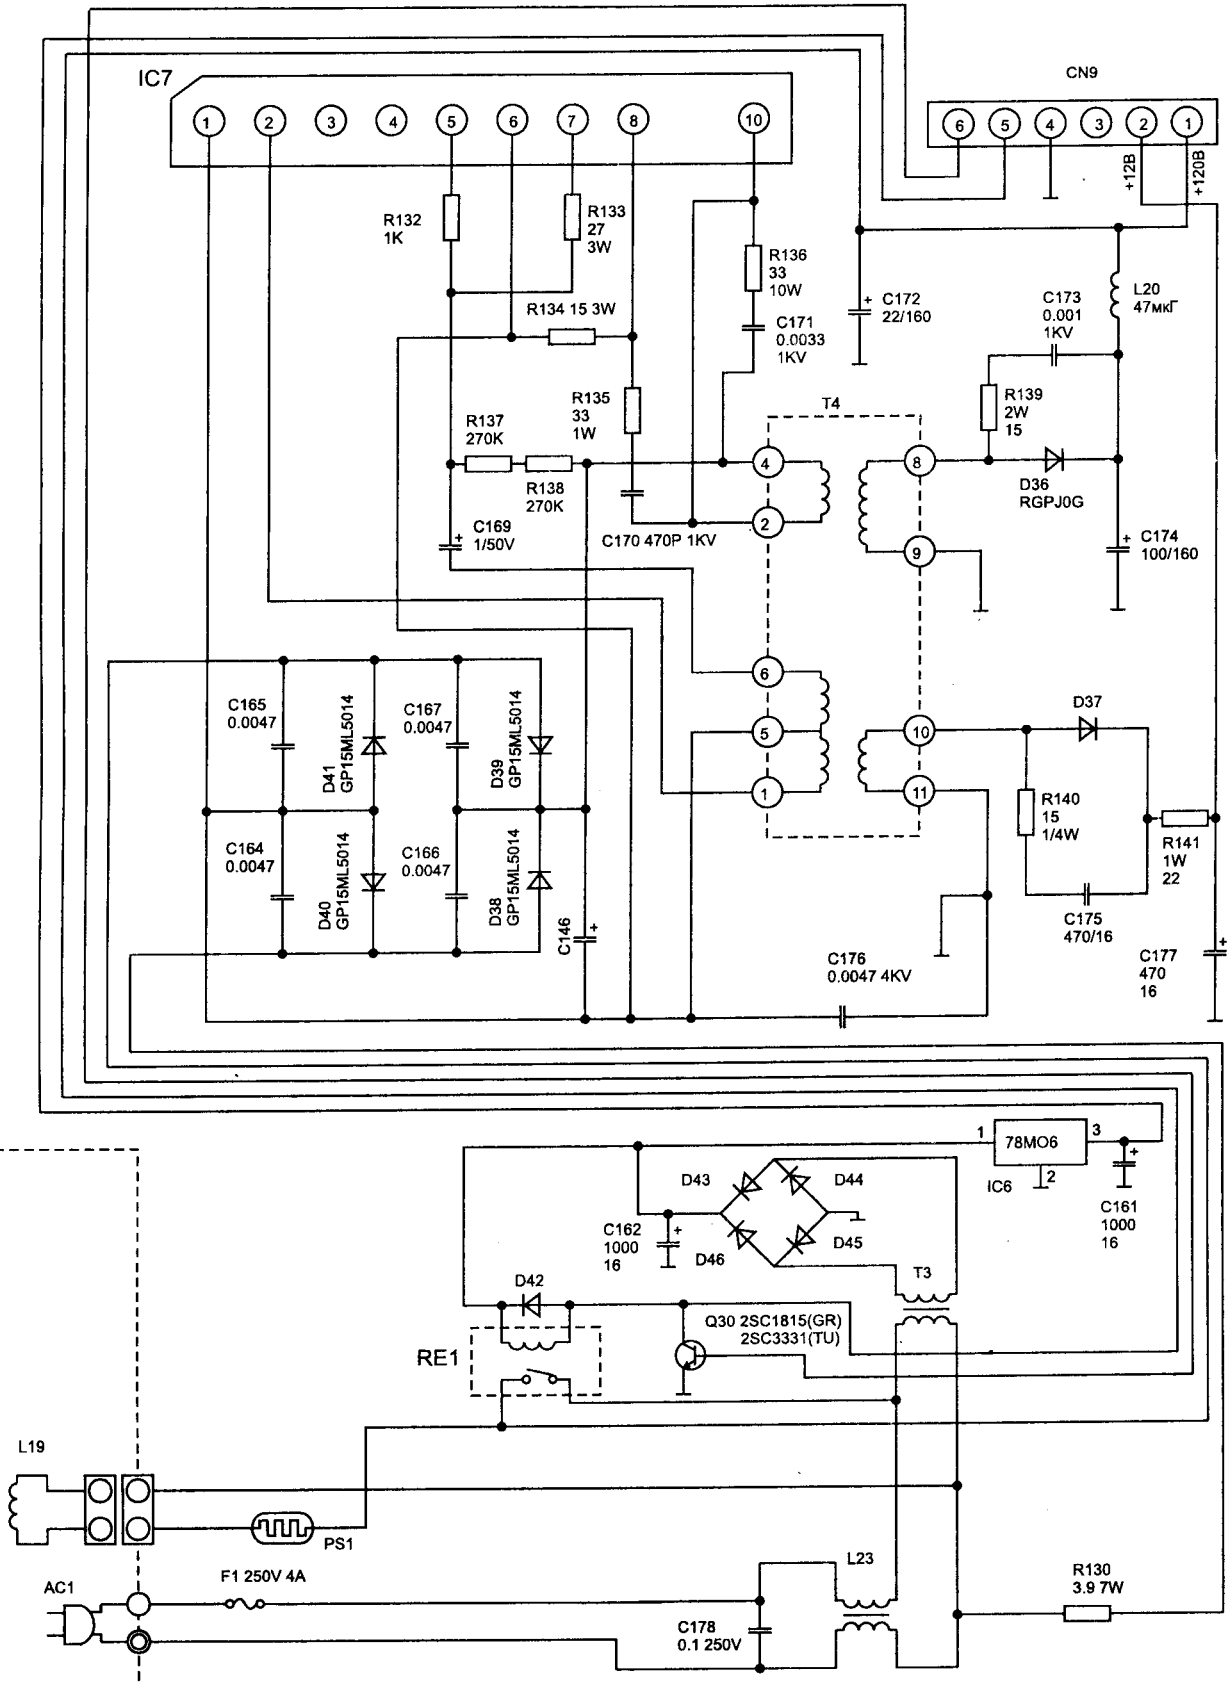 IC7
1
2
3
4
5
6
7
8
10
CN9
6
5
4
3
2
1
+12В
+120В
R132
1K
R133
27
3W
R134 15 3W
R136
33
10W
C171
0.0033
1KV
C172
22/160
C173
0.001
1KV
L20
47мкГ
R139
2W
15
D36
RGPJ0G
C174
100/160
R135
33
1W
R137
270K
R138
270K
C169
1/50V
C170 470P 1KV
T4
4
2
6
5
1
8
9
10
11
C165
0.0047
D41
GP15ML5014
C167
0.0047
D39
GP15ML5014
C164
0.0047
D40
GP15ML5014
C166
0.0047
D38
GP15ML5014
C146
+
D37
R140
15
1/4W
R141
1W
22
C175
470/16
C176
0.0047 4KV
C177
470
16
1
78MO6
3
2
IC6
C161
1000
16
D43
D44
D46
D45
C162
1000
16
T3
D42
RE1
Q30 2SC1815(GR)
2SC3331(TU)
L19
PS1
AC1
F1 250V 4A
L23
C178
0.1 250V
R130
3.9 7W